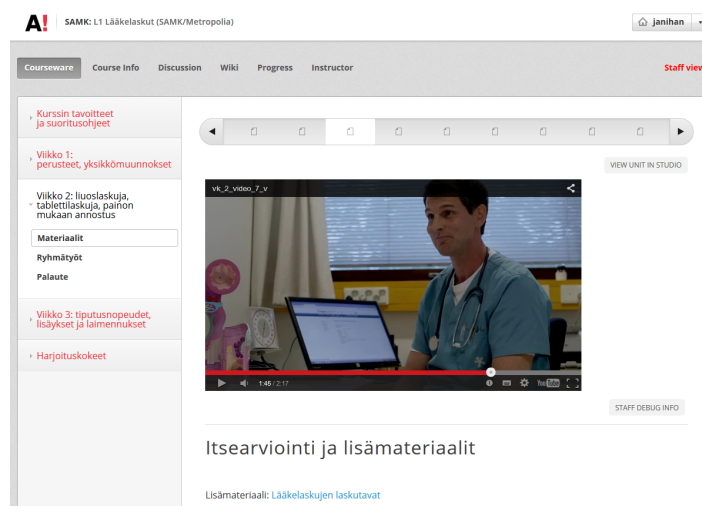 A!
SAMK: L1 Lääkelaskut (SAMK/Metropolia)
janihan
Courseware Course Info Discussion Wiki Progress Instructor
Staff view
Kurssin tavoitteet
ja suoritusohjeet
Viikko 1:
perusteet, yksikkömuunnokset
Viikko 2: liuoslaskuja,
tablettilaskuja, painon
mukaan annostus
Materiaalit
Ryhmätyöt
Palaute
Viikko 3: tiputusnopeudet,
lisäykset ja laimennukset
Harjoituskokeet
VIEW UNIT IN STUDIO
vk_2_video_7_v
1:45 / 2:17
YouTube
STAFF DEBUG INFO
Itsearviointi ja lisämateriaalit
Lisämateriaali: Lääkelaskujen laskutavat